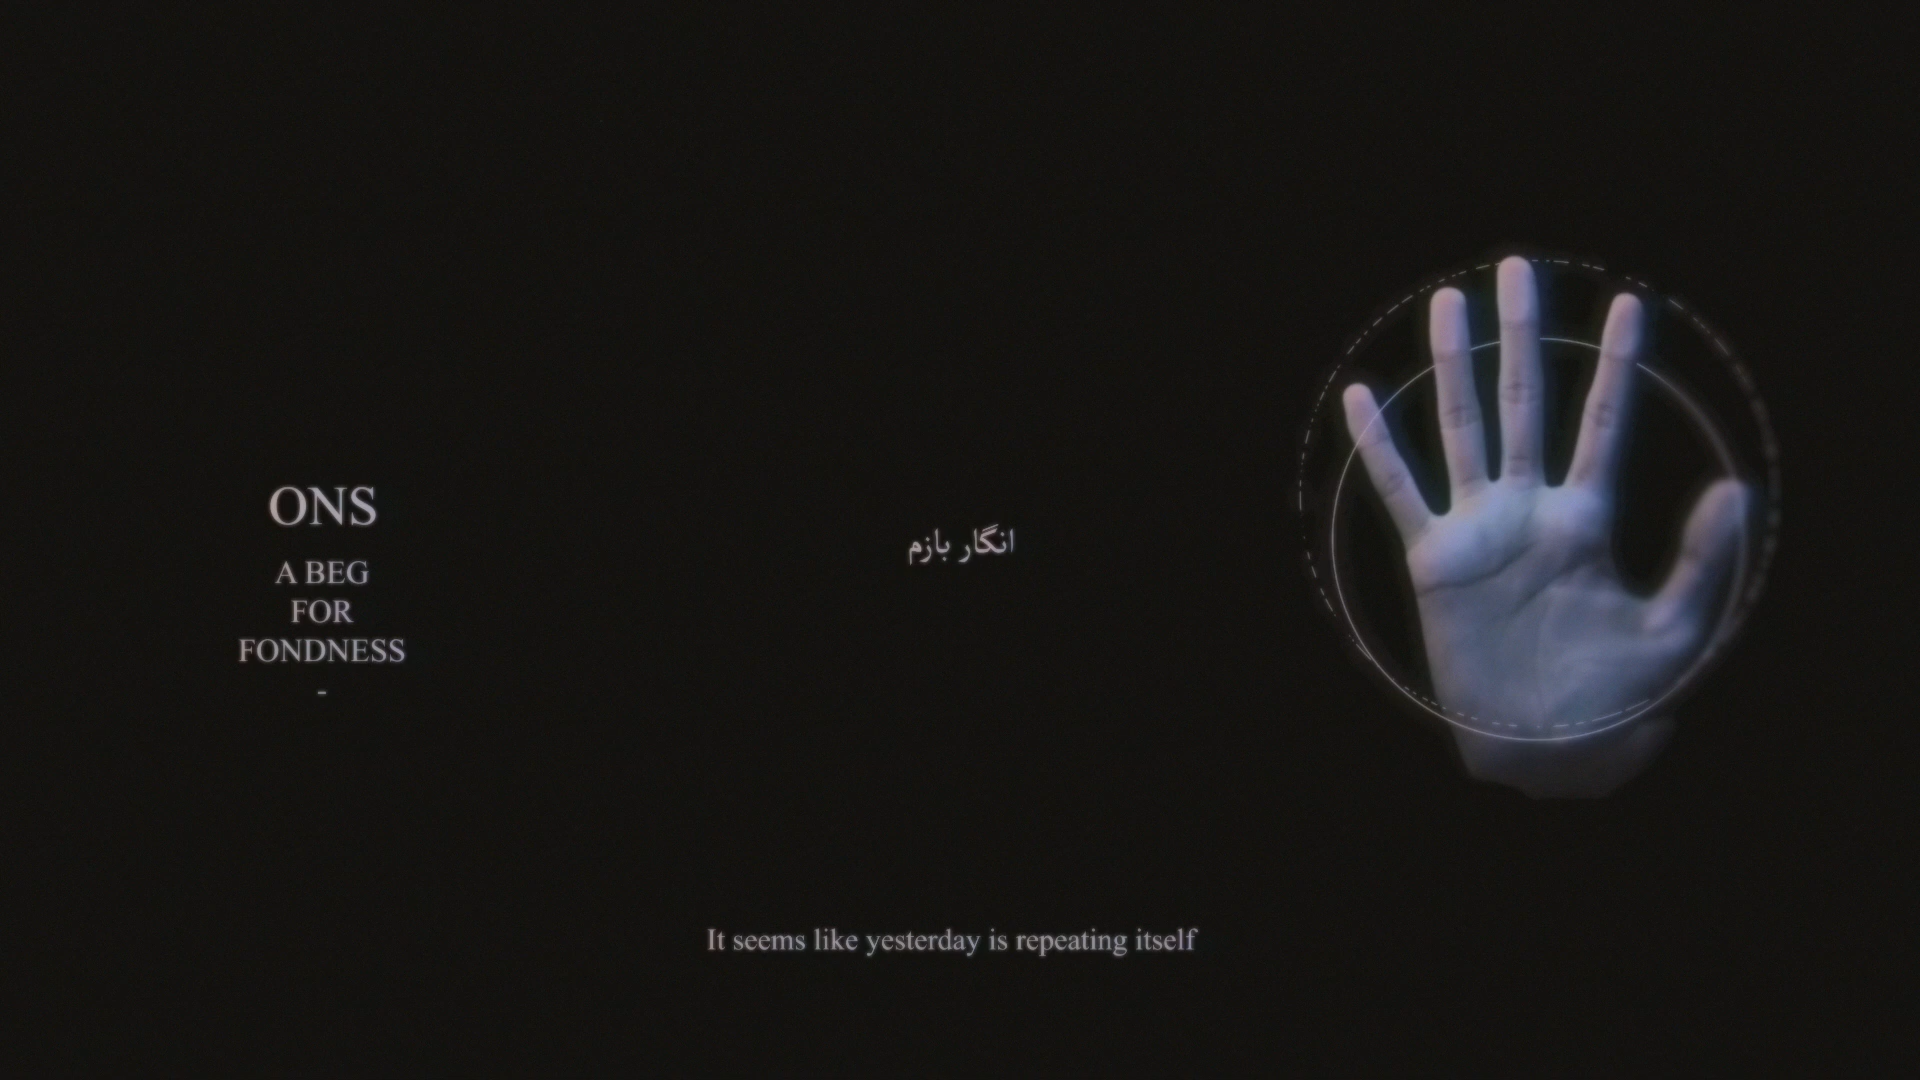 ONS
A BEG
FOR
FONDNESS
-
انگار بازم
It seems like yesterday is repeating itself